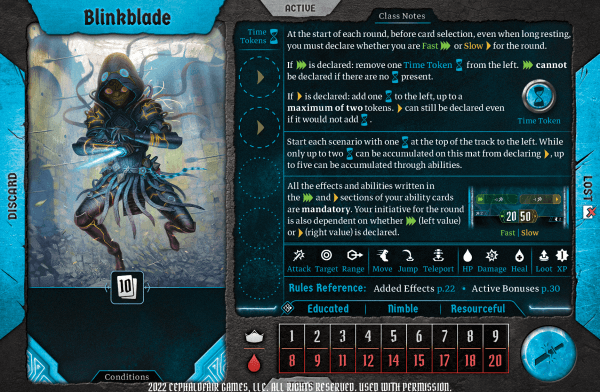 ACTIVE
Blinkblade
Class Notes
Time
Tokens
At the start of each round, before card selection, even when long resting,
you must declare whether you are Fast or Slow for the round.
If is declared: remove one Time Token from the left. cannot
be declared if there are no present.
If is declared: add one to the left, up to a
maximum of two tokens. can still be declared even
if it would not add .
Time Token
Start each scenario with one at the top of the track to the left. While
only up to two can be accumulated on this mat from declaring , up
to five can be accumulated through abilities.
All the effects and abilities written in
the and sections of your ability cards
are mandatory. Your initiative for the round
is also dependent on whether (left value)
or (right value) is declared.
20 50
Fast | Slow
DISCARD
LOST
10
Attack Target Range Move Jump Teleport HP Damage Heal Loot XP
Rules Reference: Added Effects p.22 • Active Bonuses p.30
Educated Nimble Resourceful
1 2 3 4 5 6 7 8 9
8 9 11 12 14 15 17 18 20
Conditions
2022 CEPHALOFAIR GAMES, LLC. ALL RIGHTS RESERVED. USED WITH PERMISSION.